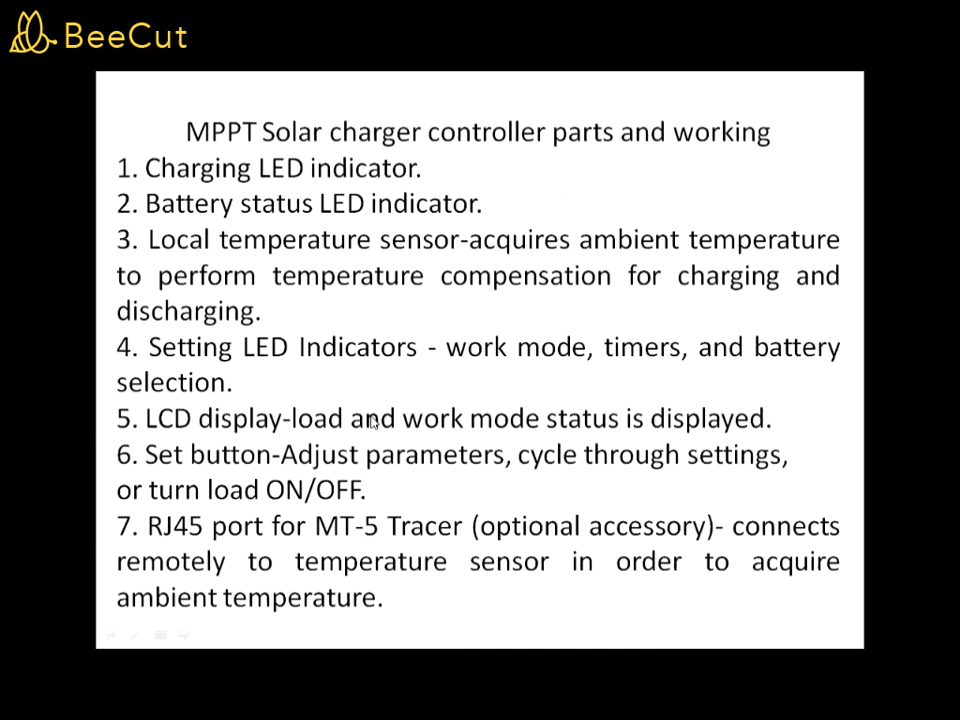 BeeCut
MPPT Solar charger controller parts and working
1. Charging LED indicator.
2. Battery status LED indicator.
3. Local temperature sensor-acquires ambient temperature
to perform temperature compensation for charging and
discharging.
4. Setting LED Indicators - work mode, timers, and battery
selection.
5. LCD display-load and work mode status is displayed.
6. Set button-Adjust parameters, cycle through settings,
or turn load ON/OFF.
7. RJ45 port for MT-5 Tracer (optional accessory)- connects
remotely to temperature sensor in order to acquire
ambient temperature.